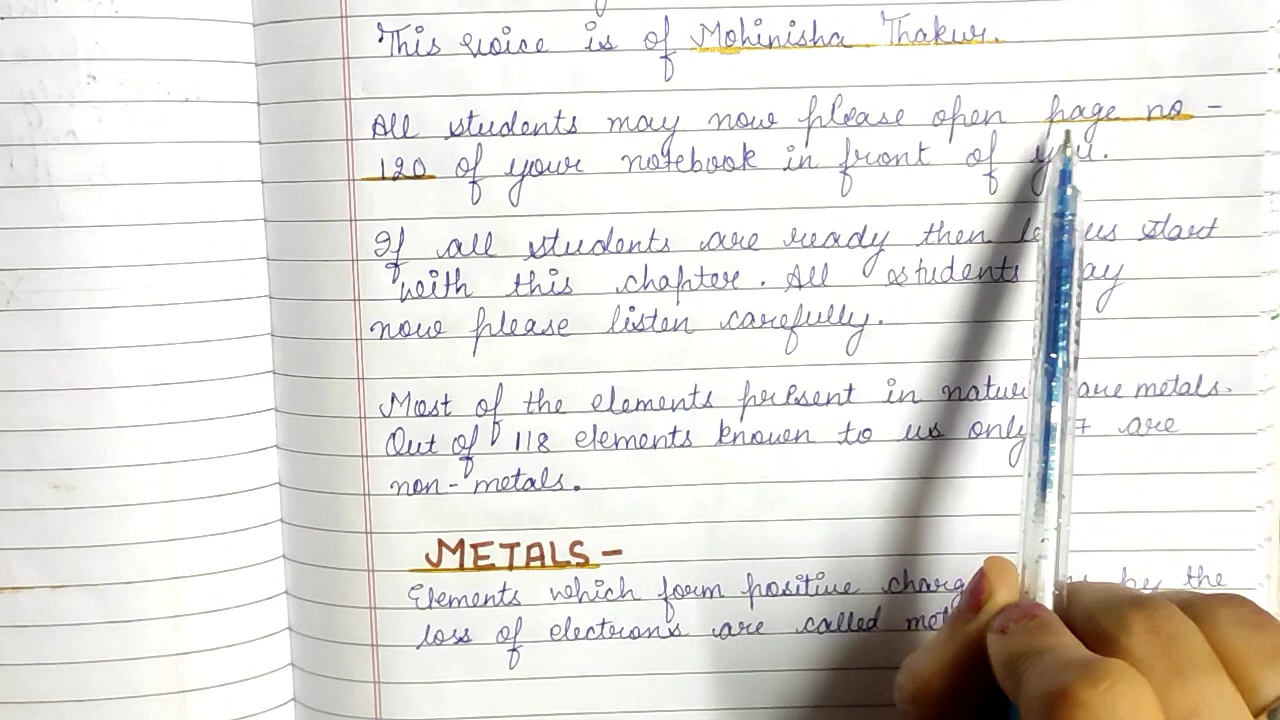 This voice is of Mohinisha Thakur.
All students may now please open page no -
120 of your notebook in front of you.
If all students are ready then us start
with this chapter. All students
now please listen carefully.
Most of the elements present in nature are metals.
Out of 118 elements known to us only are
non-metals.
METALS -
Elements which form positive by the
loss of electrons are called